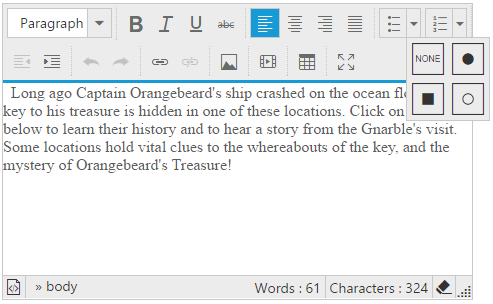 Paragraph B I U abc
NONE
Long ago Captain Orangebeard's ship crashed on the ocean
key to his treasure is hidden in one of these locations. Click on
below to learn their history and to hear a story from the Gnarble's visit.
Some locations hold vital clues to the whereabouts of the key, and the
mystery of Orangebeard's Treasure!
» body Words : 61 Characters : 324